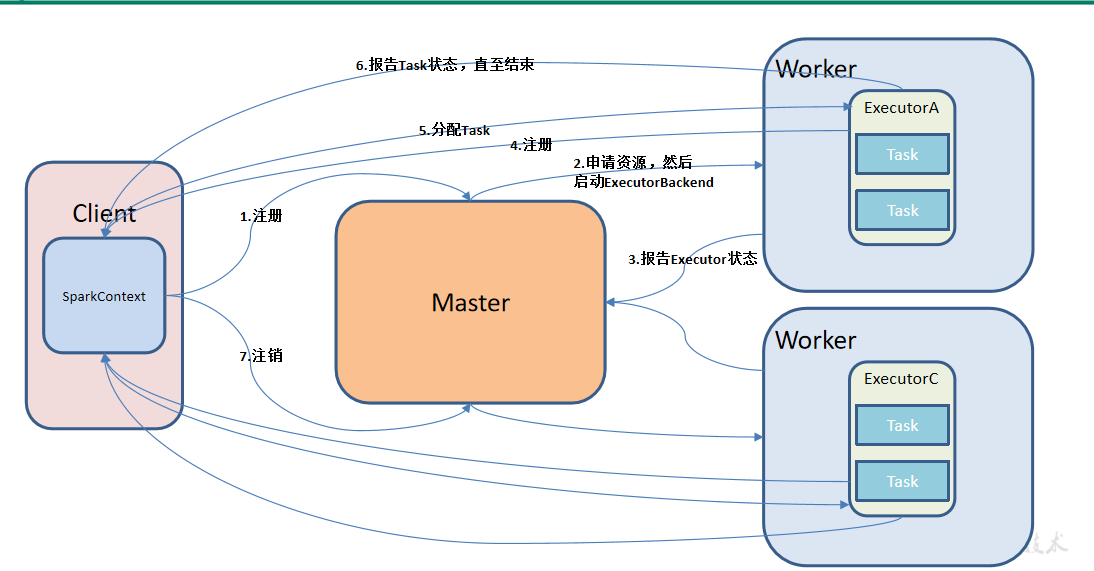 6.报告Task状态，直至结束
Worker
ExecutorA
5.分配Task
4.注册
Task
2.申请资源，然后
启动ExecutorBackend
Task
Client
1.注册
3.报告Executor状态
SparkContext
Master
Worker
7.注销
ExecutorC
Task
Task
技术